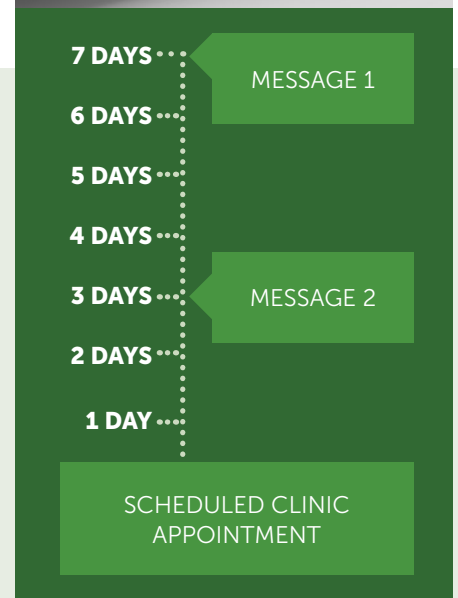 7 DAYS
MESSAGE 1
6 DAYS
5 DAYS
4 DAYS
3 DAYS
MESSAGE 2
2 DAYS
1 DAY
SCHEDULED CLINIC
APPOINTMENT